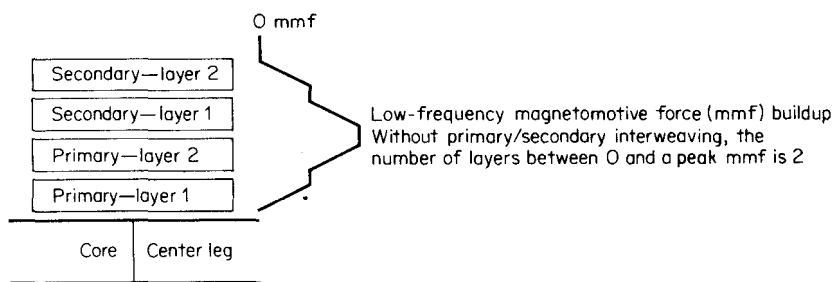 0 mmf
Secondary—layer 2
Secondary—layer 1
Primary—layer 2
Primary—layer 1
Low-frequency magnetomotive force (mmf) buildup
Without primary/secondary interweaving, the
number of layers between 0 and a peak mmf is 2
Core
Center leg